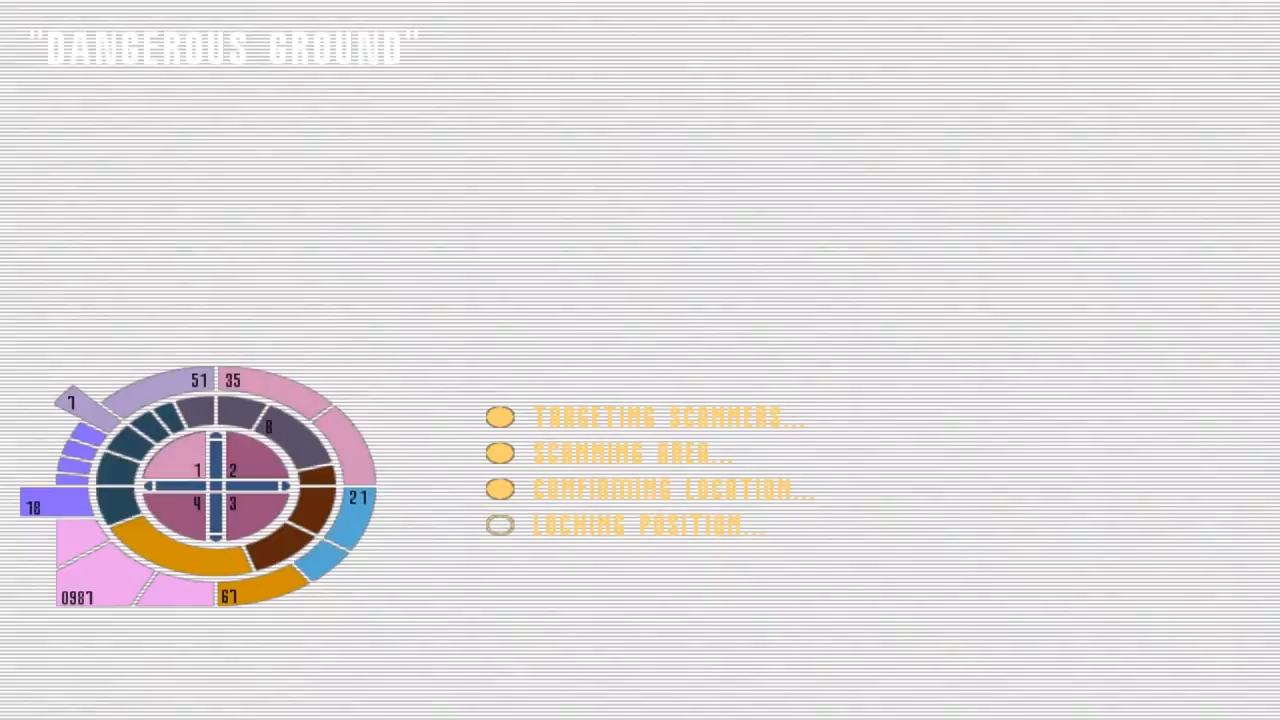 "DANGEROUS GROUND"
51 35
7
8
1 2
4 3
21
18
0987
67
TARGETING SCANNERS...
SCANNING AREA...
CONFIRMING LOCATION...
LOCKING POSITION...